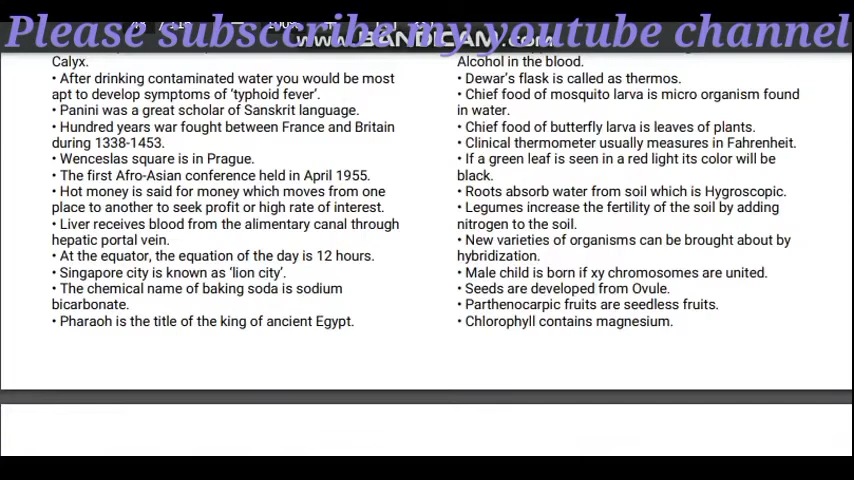 Please subsccribe my youtube channel
www.BANDICAM.com
Calyx.
• After drinking contaminated water you would be most
apt to develop symptoms of ‘typhoid fever’.
• Panini was a great scholar of Sanskrit language.
• Hundred years war fought between France and Britain
during 1338-1453.
• Wenceslas square is in Prague.
• The first Afro-Asian conference held in April 1955.
• Hot money is said for money which moves from one
place to another to seek profit or high rate of interest.
• Liver receives blood from the alimentary canal through
hepatic portal vein.
• At the equator, the equation of the day is 12 hours.
• Singapore city is known as ‘lion city’.
• The chemical name of baking soda is sodium
bicarbonate.
• Pharaoh is the title of the king of ancient Egypt.
Alcohol in the blood.
• Dewar’s flask is called as thermos.
• Chief food of mosquito larva is micro organism found
in water.
• Chief food of butterfly larva is leaves of plants.
• Clinical thermometer usually measures in Fahrenheit.
• If a green leaf is seen in a red light its color will be
black.
• Roots absorb water from soil which is Hygroscopic.
• Legumes increase the fertility of the soil by adding
nitrogen to the soil.
• New varieties of organisms can be brought about by
hybridization.
• Male child is born if xy chromosomes are united.
• Seeds are developed from Ovule.
• Parthenocarpic fruits are seedless fruits.
• Chlorophyll contains magnesium.